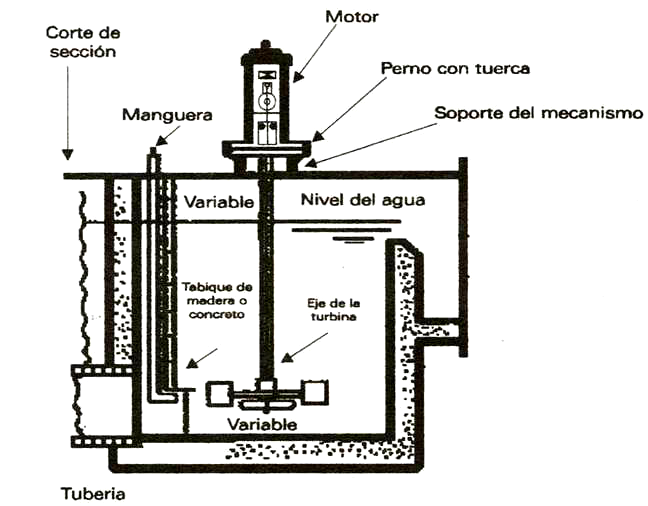 Motor
Corte de
sección
Perno con tuerca
Manguera
Soporte del mecanismo
Variable
Nivel del agua
Tabique de
madera o
concreto
Eje de la
turbina
Variable
Tuberia